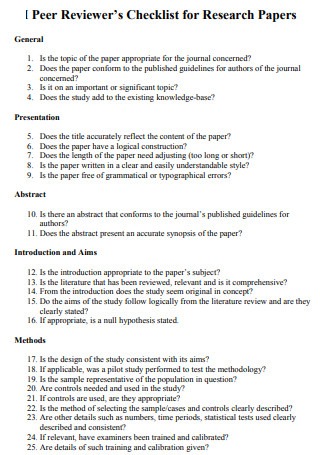 I Peer Reviewer's Checklist for Research Papers
General
1. Is the topic of the paper appropriate for the journal concerned?
2. Does the paper conform to the published guidelines for authors of the journal
concerned?
3. Is it on an important or significant topic?
4. Does the study add to the existing knowledge-base?
Presentation
5. Does the title accurately reflect the content of the paper?
6. Does the paper have a logical construction?
7. Does the length of the paper need adjusting (too long or short)?
8. Is the paper written in a clear and easily understandable style?
9. Is the paper free of grammatical or typographical errors?
Abstract
10. Is there an abstract that conforms to the journal's published guidelines for
authors?
11. Does the abstract present an accurate synopsis of the paper?
Introduction and Aims
12. Is the introduction appropriate to the paper's subject?
13. Is the literature that has been reviewed, relevant and is it comprehensive?
14. From the introduction does the study seem original in concept?
15. Do the aims of the study follow logically from the literature review and are they
clearly stated?
16. If appropriate, is a null hypothesis stated.
Methods
17. Is the design of the study consistent with its aims?
18. If applicable, was a pilot study performed to test the methodology?
19. Is the sample representative of the population in question?
20. Are controls needed and used in the study?
21. If controls are used, are they appropriate?
22. Is the method of selecting the sample/cases and controls clearly described?
23. Are other details such as numbers, time periods, statistical tests used clearly
described and consistent?
24. If relevant, have examiners been trained and calibrated?
25. Are details of such training and calibration given?